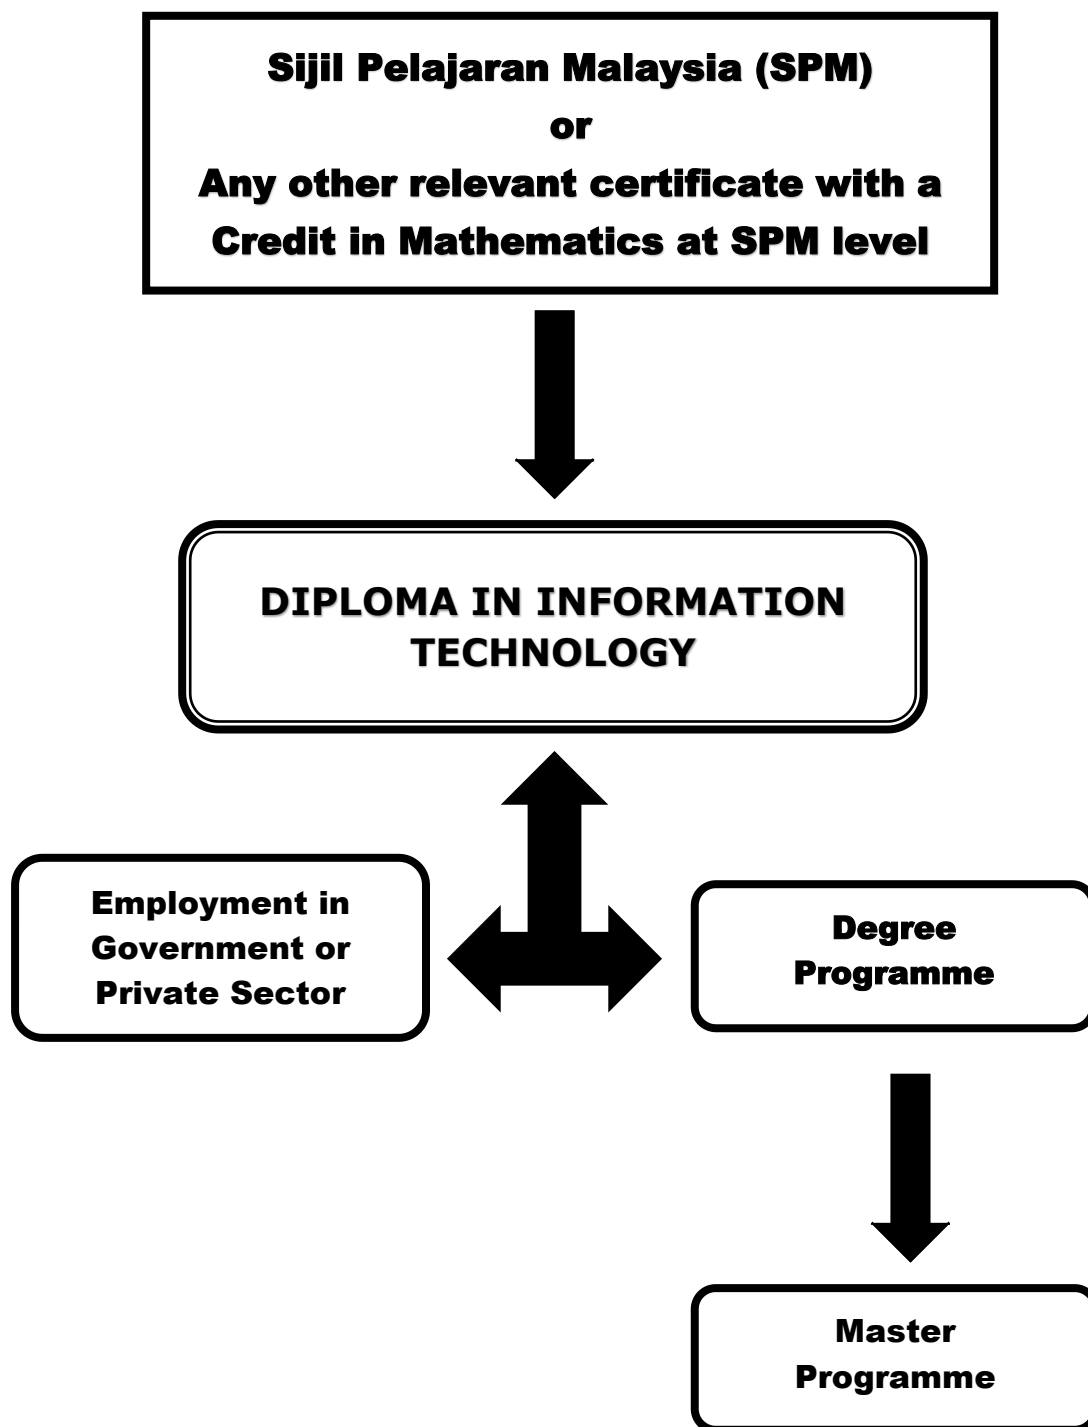 Sijil Pelajaran Malaysia (SPM)
or
Any other relevant certificate with a
Credit in Mathematics at SPM level
DIPLOMA IN INFORMATION
TECHNOLOGY
Employment in
Government or
Private Sector
Degree
Programme
Master
Programme